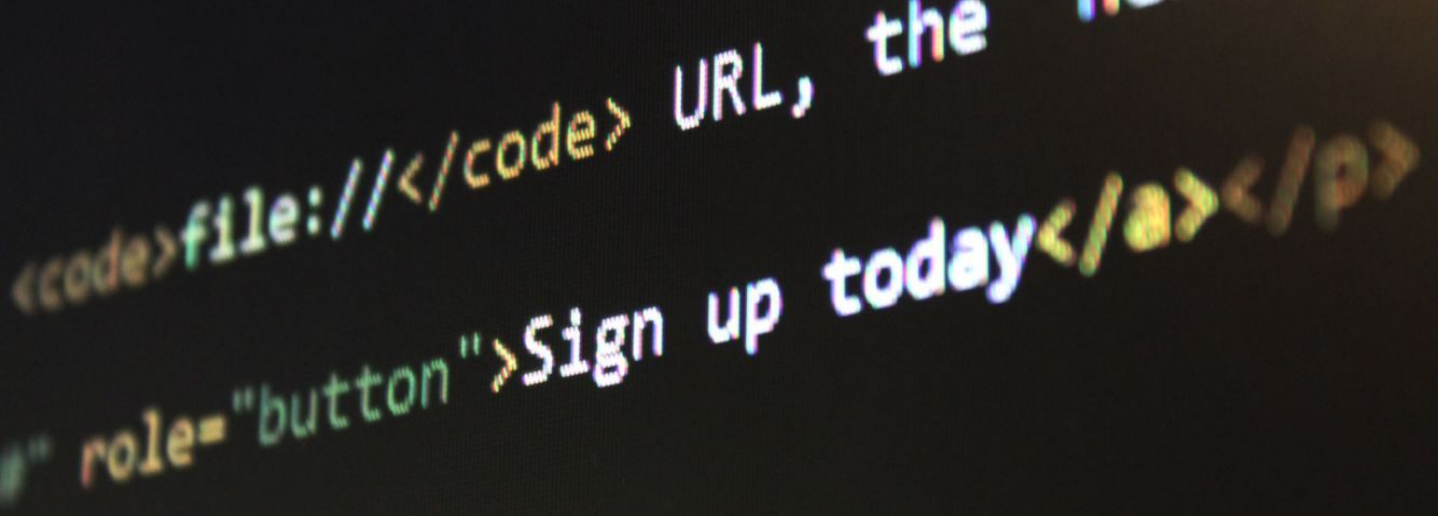 <code>file://</code> URL, the
#" role="button">Sign up today</a></p>